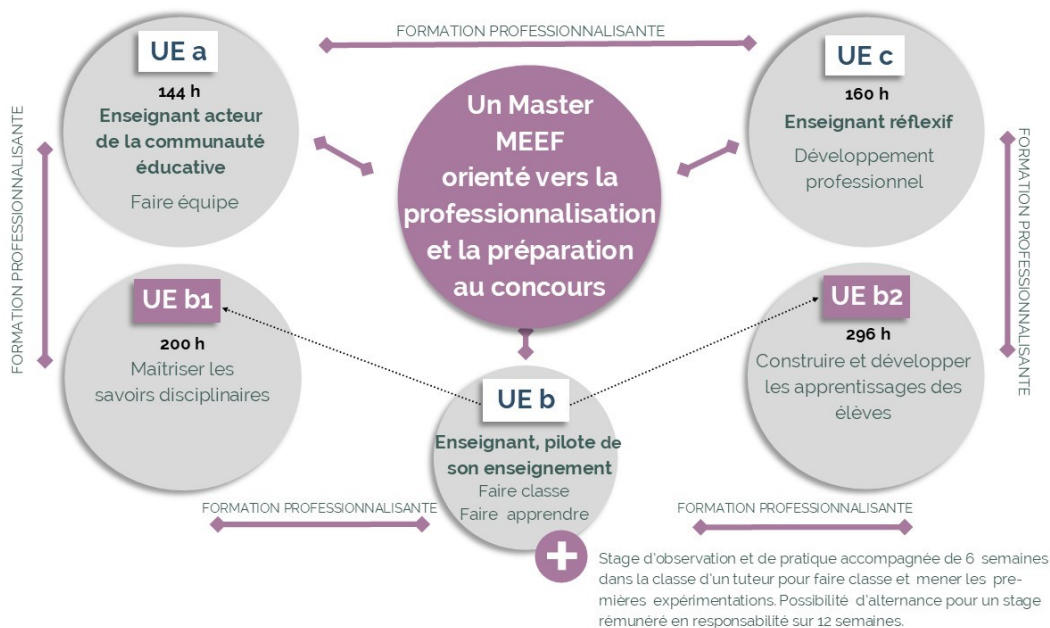 FORMATION PROFESSIONNALISANTE
UE a
144 h
Enseignant acteur
de la communauté
éducative
Faire équipe
Un Master
MEEF
orienté vers la
professionnalisation
et la préparation
au concours
UE c
160 h
Enseignant réflexif
Développement
professionnel
FORMATION PROFESSIONNALISANTE
FORMATION PROFESSIONNALISANTE
UE b1
200 h
Maîtriser les
savoirs disciplinaires
UE b2
296 h
Construire et développer
les apprentissages des
élèves
UE b
Enseignant, pilote de
son enseignement
Faire classe
Faire apprendre
FORMATION PROFESSIONNALISANTE
FORMATION PROFESSIONNALISANTE
+
Stage d'observation et de pratique accompagnée de 6 semaines
dans la classe d'un tuteur pour faire classe et mener les pre-
mières expérimentations. Possibilité d'alternance pour un stage
rémunéré en responsabilité sur 12 semaines.